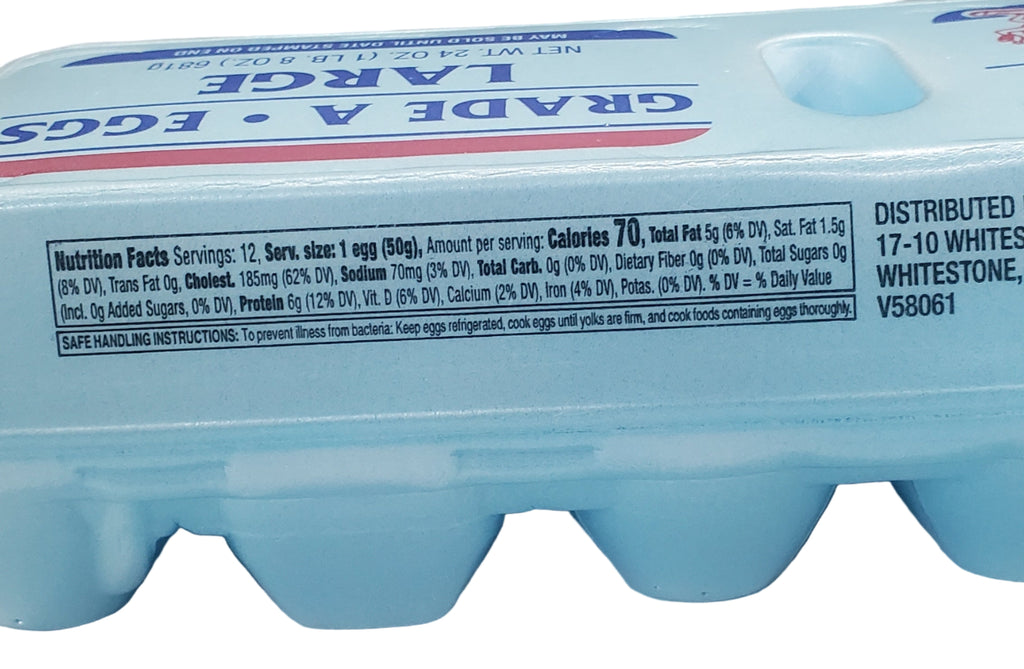 MAY BE SOLD UNTIL DATE STAMPED ON END
NET WT. 24 OZ. (1 LB. 8 OZ.) 681g
LARGE
GRADE A • EGGS
Nutrition Facts Servings: 12, Serv. size: 1 egg (50g), Amount per serving: Calories 70, Total Fat 5g (6% DV), Sat. Fat 1.5g
(8% DV), Trans Fat 0g, Cholest. 185mg (62% DV), Sodium 70mg (3% DV), Total Carb. 0g (0% DV), Dietary Fiber 0g (0% DV), Total Sugars 0g
(Incl. 0g Added Sugars, 0% DV), Protein 6g (12% DV), Vit. D (6% DV), Calcium (2% DV), Iron (4% DV), Potas. (0% DV). % DV = % Daily Value
SAFE HANDLING INSTRUCTIONS: To prevent illness from bacteria: Keep eggs refrigerated, cook eggs until yolks are firm, and cook foods containing eggs thoroughly.
DISTRIBUTED
17-10 WHITES
WHITESTONE,
V58061